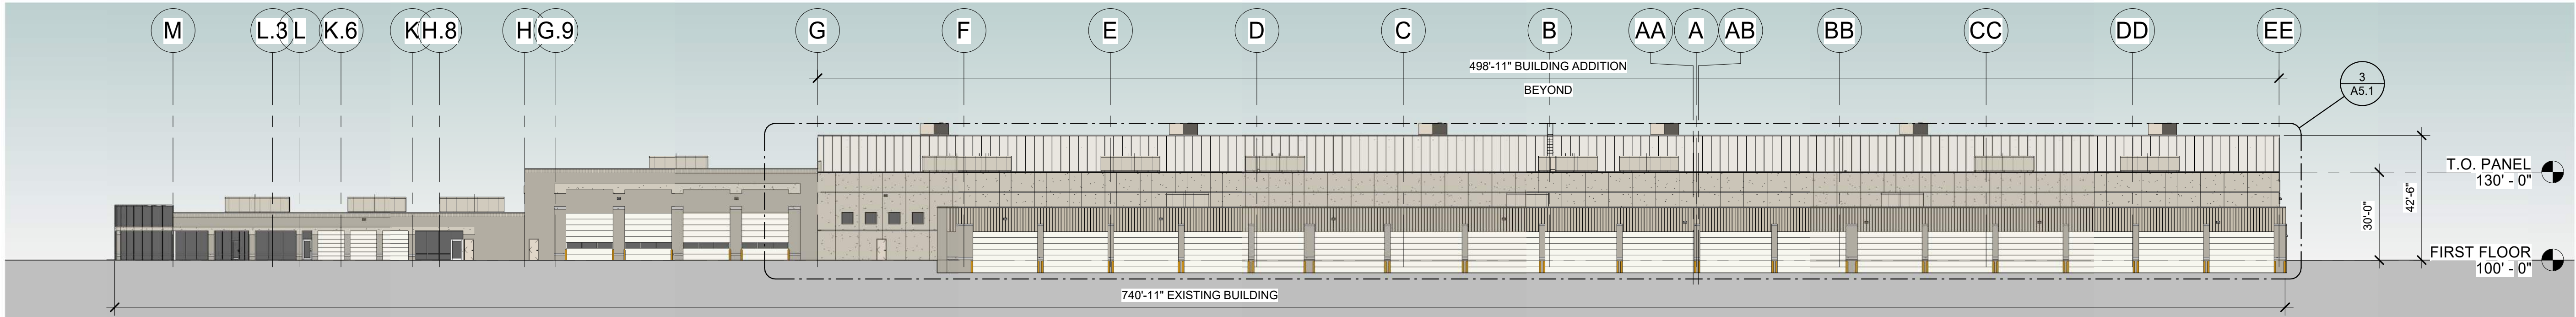 M
L.3
L
K.6
K
H.8
H
G.9
G
F
E
D
C
B
AA
A
AB
BB
CC
DD
EE
498'-11" BUILDING ADDITION
BEYOND
3
A5.1
T.O. PANEL
130' - 0"
42'-6"
30'-0"
FIRST FLOOR
100' - 0"
740'-11" EXISTING BUILDING